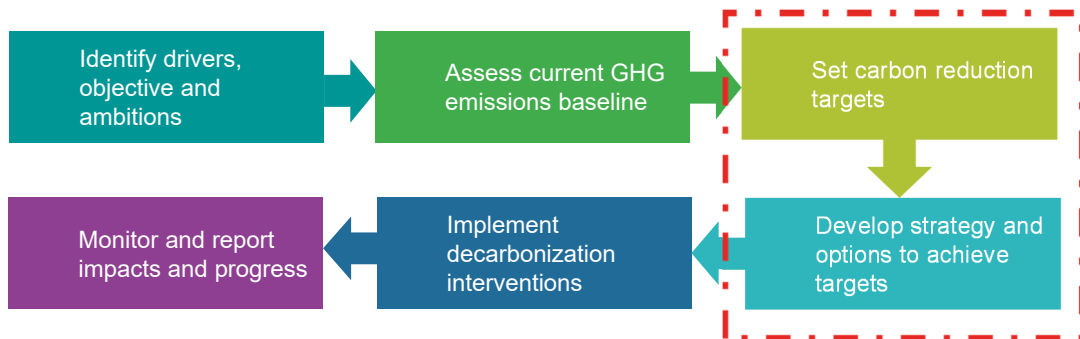 Identify drivers,
objective and
ambitions
Assess current GHG
emissions baseline
Set carbon reduction
targets
Develop strategy and
options to achieve
targets
Implement
decarbonization
interventions
Monitor and report
impacts and progress